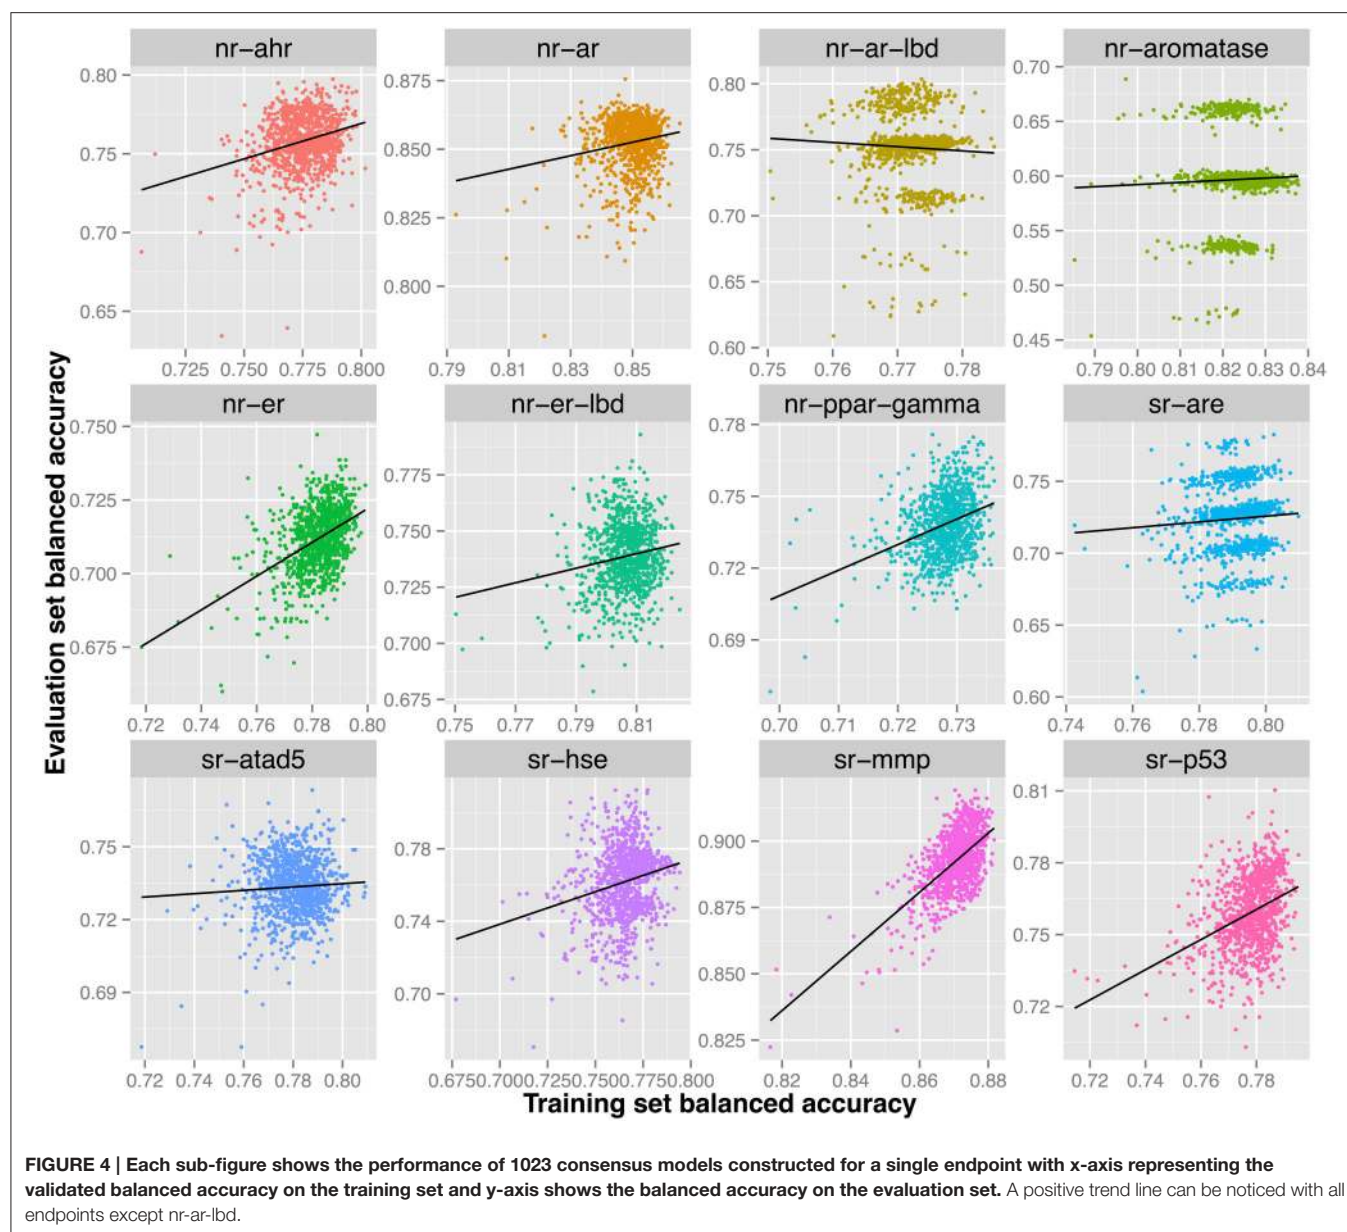 nr−ahr
nr−ar
nr−ar−lbd
nr−aromatase
0.80
0.75
0.70
0.65
0.725 0.750 0.775 0.800
0.875
0.850
0.825
0.800
0.79 0.81 0.83 0.85
0.80
0.75
0.70
0.65
0.60
0.75 0.76 0.77 0.78
0.70
0.65
0.60
0.55
0.50
0.45
0.79 0.80 0.81 0.82 0.83 0.84
nr−er
nr−er−lbd
nr−ppar−gamma
sr−are
0.750
0.725
0.700
0.675
0.72 0.74 0.76 0.78 0.80
0.775
0.750
0.725
0.700
0.675
0.75 0.77 0.79 0.81
0.78
0.75
0.72
0.69
0.70 0.71 0.72 0.73
0.75
0.70
0.65
0.60
0.74 0.76 0.78 0.80
sr−atad5
sr−hse
sr−mmp
sr−p53
0.75
0.72
0.69
0.72 0.74 0.76 0.78 0.80
0.78
0.74
0.70
0.675 0.700 0.725 0.750 0.775 0.800
0.900
0.875
0.850
0.825
0.82 0.84 0.86 0.88
0.81
0.78
0.75
0.72
0.72 0.74 0.76 0.78
Evaluation set balanced accuracy
Training set balanced accuracy
FIGURE 4 | Each sub-figure shows the performance of 1023 consensus models constructed for a single endpoint with x-axis representing the
validated balanced accuracy on the training set and y-axis shows the balanced accuracy on the evaluation set. A positive trend line can be noticed with all
endpoints except nr-ar-lbd.